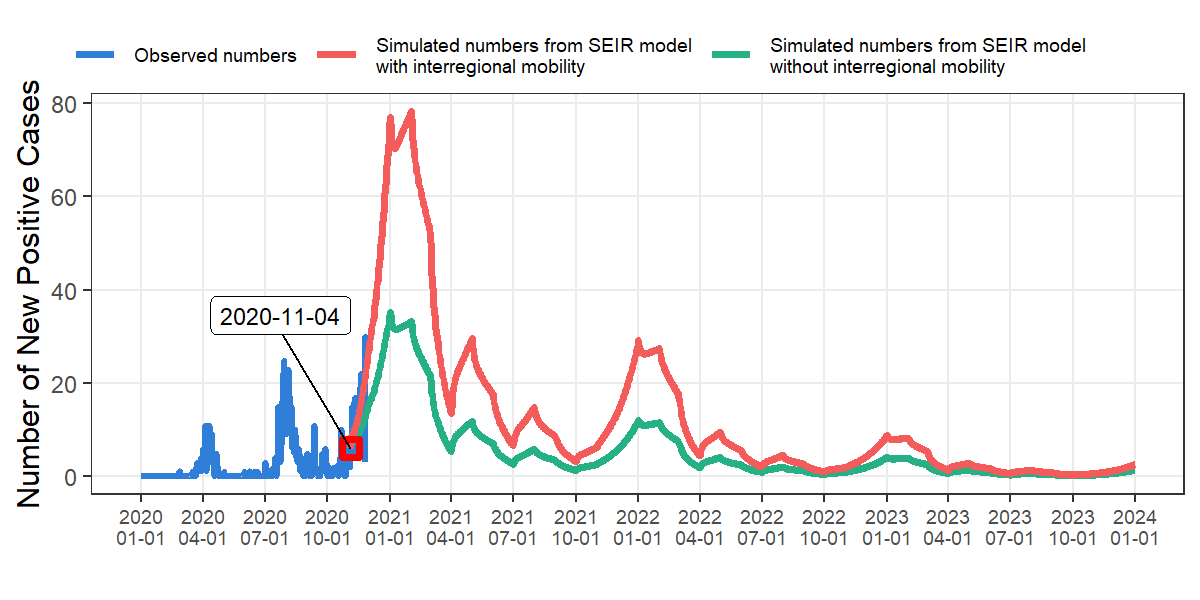 Observed numbers
Simulated numbers from SEIR model
with interregional mobility
Simulated numbers from SEIR model
without interregional mobility
Number of New Positive Cases
80
60
40
20
0
2020-11-04
2020 2020 2020 2020 2021 2021 2021 2021 2022 2022 2022 2022 2023 2023 2023 2023 2024
01-01 04-01 07-01 10-01 01-01 04-01 07-01 10-01 01-01 04-01 07-01 10-01 01-01 04-01 07-01 10-01 01-01